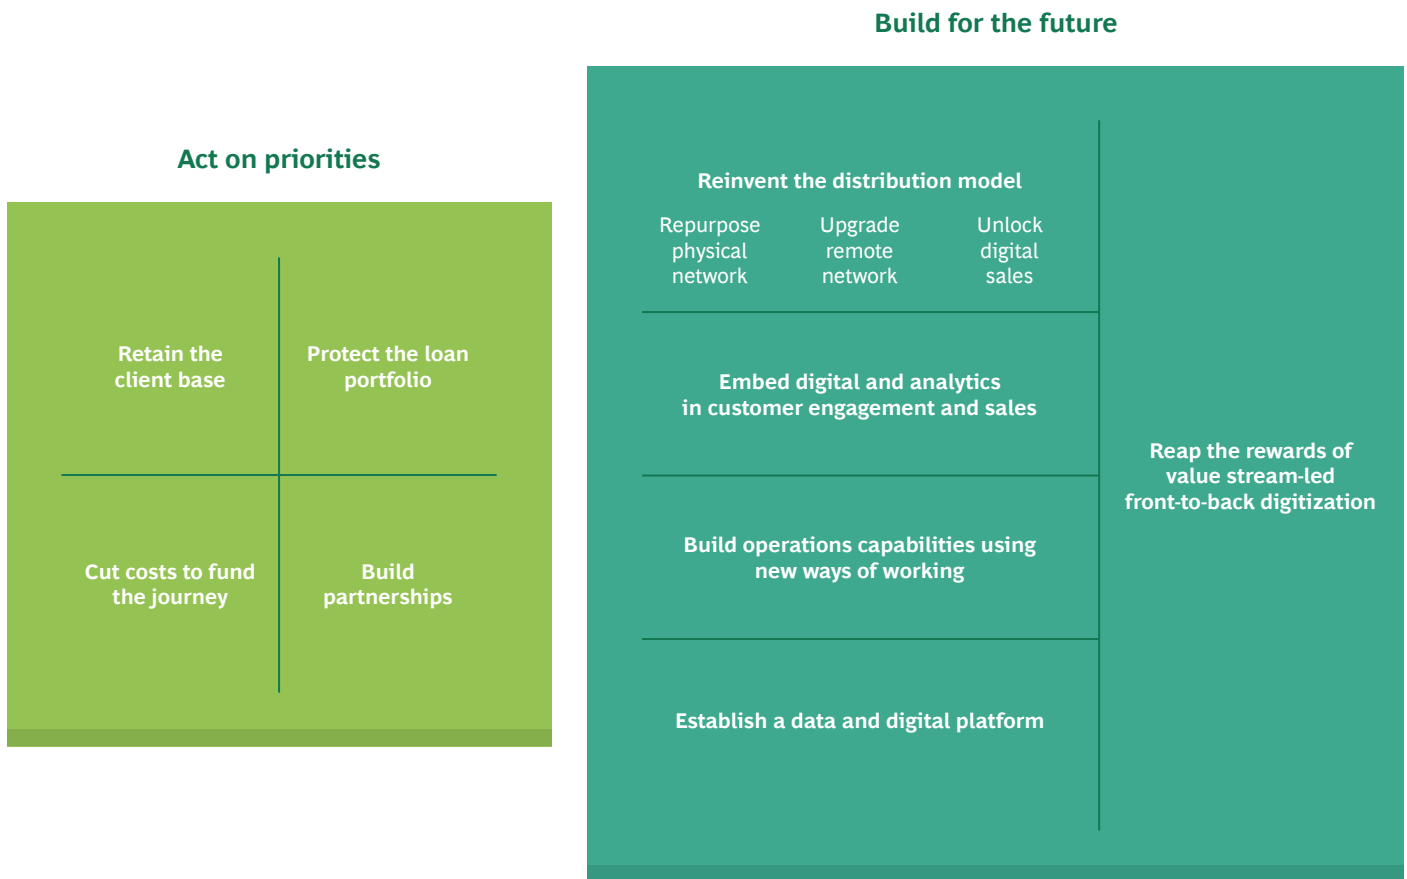 Act on priorities
Retain the
client base
Protect the loan
portfolio
Cut costs to fund
the journey
Build
partnerships
Build for the future
Reinvent the distribution model
Repurpose
physical
network
Upgrade
remote
network
Unlock
digital
sales
Embed digital and analytics
in customer engagement and sales
Build operations capabilities using
new ways of working
Establish a data and digital platform
Reap the rewards of
value stream-led
front-to-back digitization